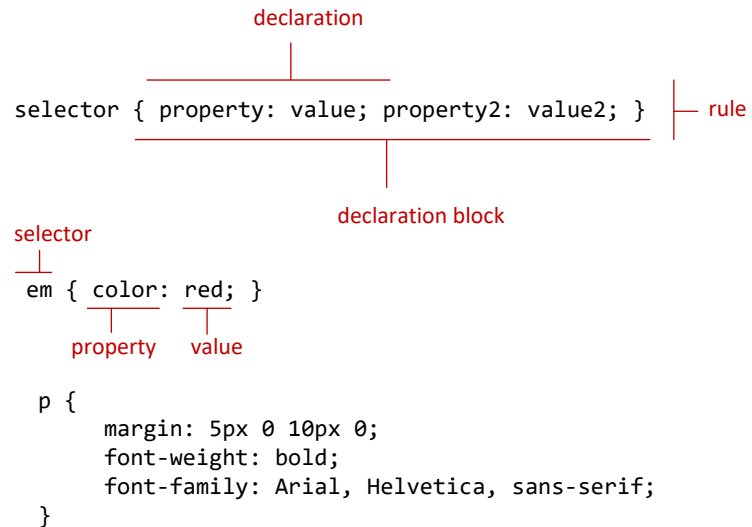 declaration
selector { property: value; property2: value2; }
rule
declaration block
selector
em { color: red; }
property
value
p {
margin: 5px 0 10px 0;
font-weight: bold;
font-family: Arial, Helvetica, sans-serif;
}